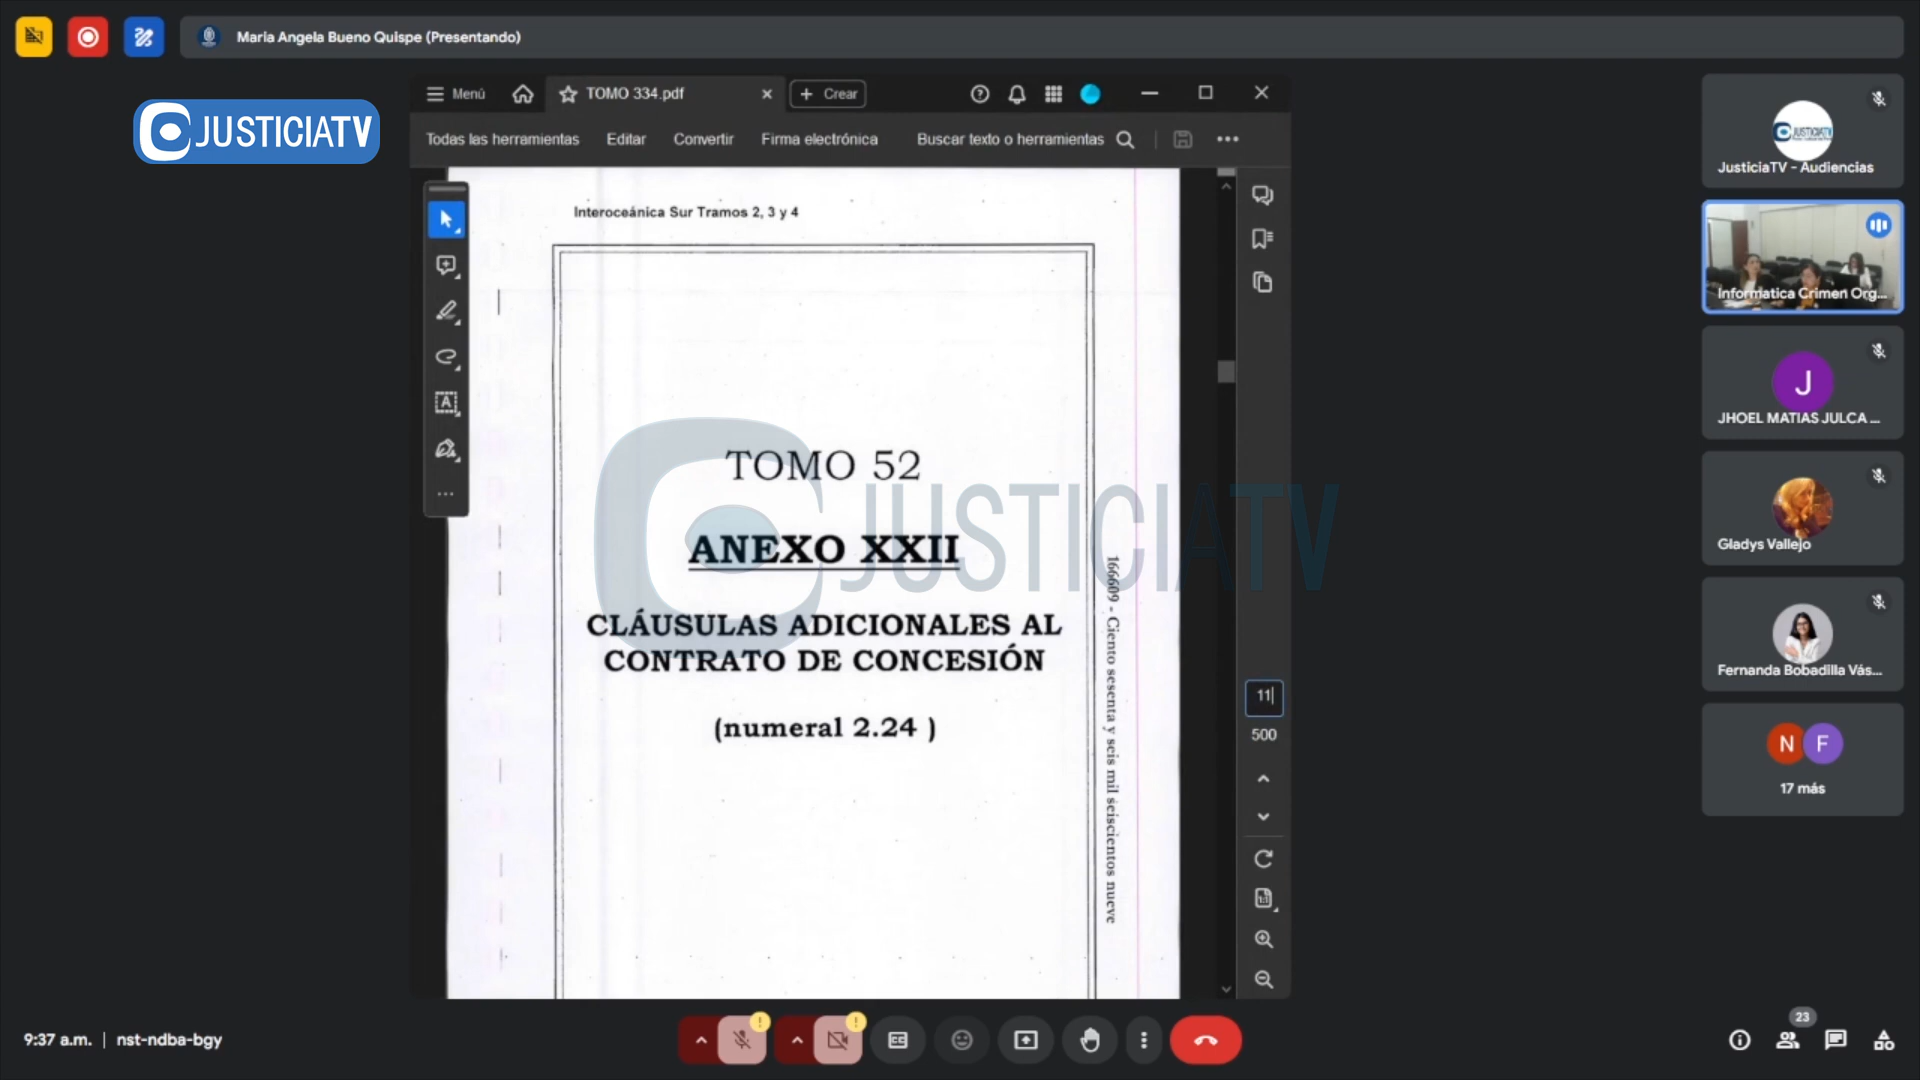 Maria Angela Bueno Quispe (Presentando)
JUSTICIATV
Menú
TOMO 334.pdf
Crear
Todas las herramientas
Editar
Convertir
Firma electrónica
Buscar texto o herramientas
Interoceánica Sur Tramos 2, 3 y 4
TOMO 52
ANEXO XXII
CLÁUSULAS ADICIONALES AL
CONTRATO DE CONCESIÓN
(numeral 2.24 )
166609 - Ciento sesenta y seis mil seiscientos nueve
JUSTICIATV
11
500
JUSTICIATV
JusticiaTV - Audiencias
Informatica Crimen Org...
J
JHOEL MATIAS JULCA ...
Gladys Vallejo
Fernanda Bobadilla Vás...
N F
17 más
9:37 a.m. | nst-ndba-bgy
23